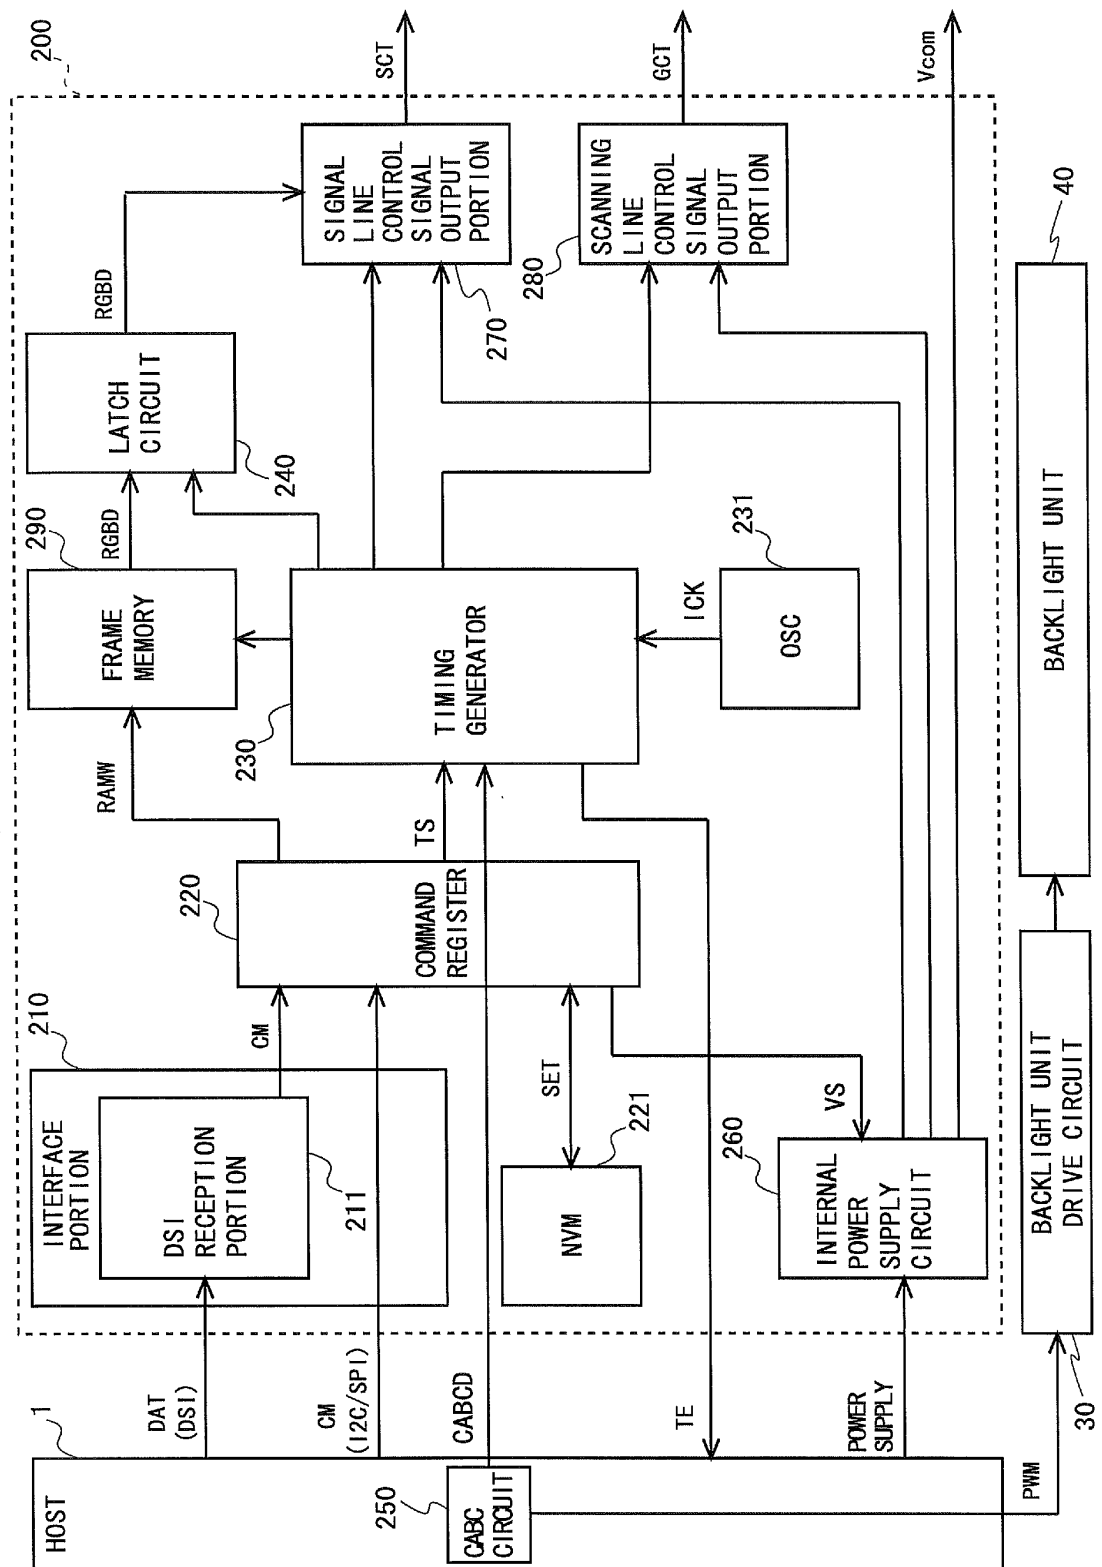 HOST
1
CABC
CIRCUIT
250
DAT
(DSI)
CM
(I2C/SPI)
CABCD
TE
POWER
SUPPLY
PWM
200
INTERFACE
PORTION
210
DSI
RECEPTION
PORTION
211
CM
NVM
221
SET
INTERNAL
POWER
SUPPLY
CIRCUIT
260
VS
COMMAND
REGISTER
220
RAMW
TS
TIMING
GENERATOR
230
FRAME
MEMORY
290
RGBD
OSC
231
ICK
LATCH
CIRCUIT
240
RGBD
SIGNAL
LINE
CONTROL
SIGNAL
OUTPUT
PORTION
270
SCANNING
LINE
CONTROL
SIGNAL
OUTPUT
PORTION
280
SCT
GCT
Vcom
BACKLIGHT UNIT
DRIVE CIRCUIT
30
BACKLIGHT UNIT
40